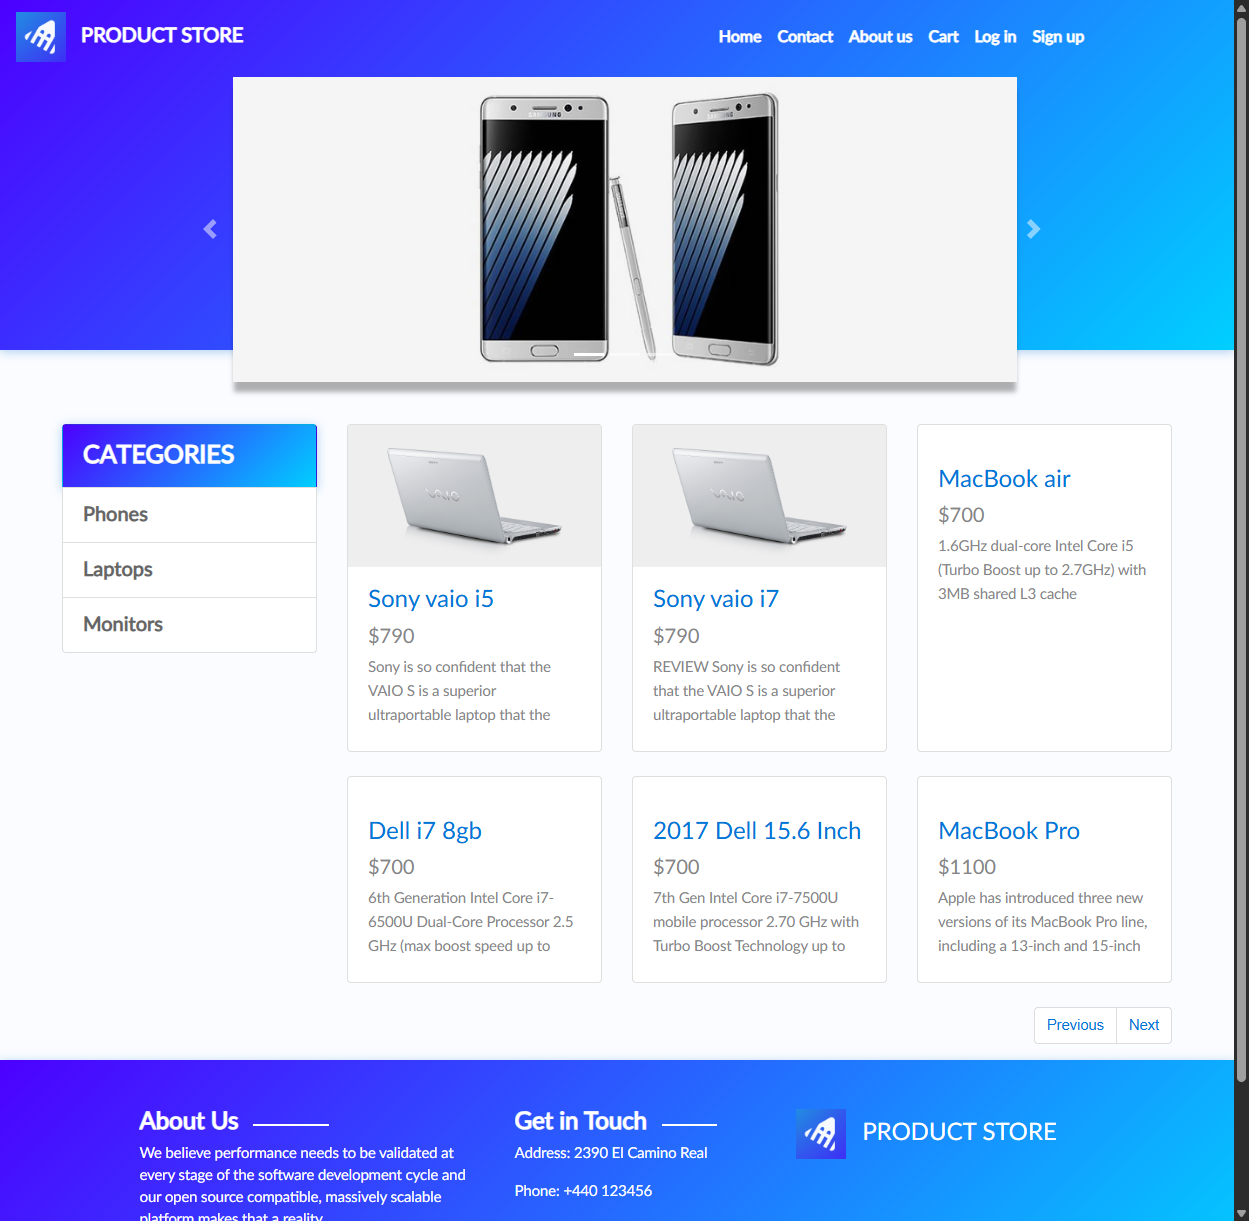 PRODUCT STORE
Home Contact About us Cart Log in Sign up
SAMSUNG
SAMSUNG
CATEGORIES
Phones
Laptops
Monitors
VAIO
Sony vaio i5
$790
Sony is so confident that the
VAIO S is a superior
ultraportable laptop that the
VAIO
Sony vaio i7
$790
REVIEW Sony is so confident
that the VAIO S is a superior
ultraportable laptop that the
MacBook air
$700
1.6GHz dual-core Intel Core i5
(Turbo Boost up to 2.7GHz) with
3MB shared L3 cache
Dell i7 8gb
$700
6th Generation Intel Core i7-
6500U Dual-Core Processor 2.5
GHz (max boost speed up to
2017 Dell 15.6 Inch
$700
7th Gen Intel Core i7-7500U
mobile processor 2.70 GHz with
Turbo Boost Technology up to
MacBook Pro
$1100
Apple has introduced three new
versions of its MacBook Pro line,
including a 13-inch and 15-inch
Previous Next
About Us
We believe performance needs to be validated at
every stage of the software development cycle and
our open source compatible, massively scalable
platform makes that a reality.
Get in Touch
Address: 2390 El Camino Real
Phone: +440 123456
PRODUCT STORE